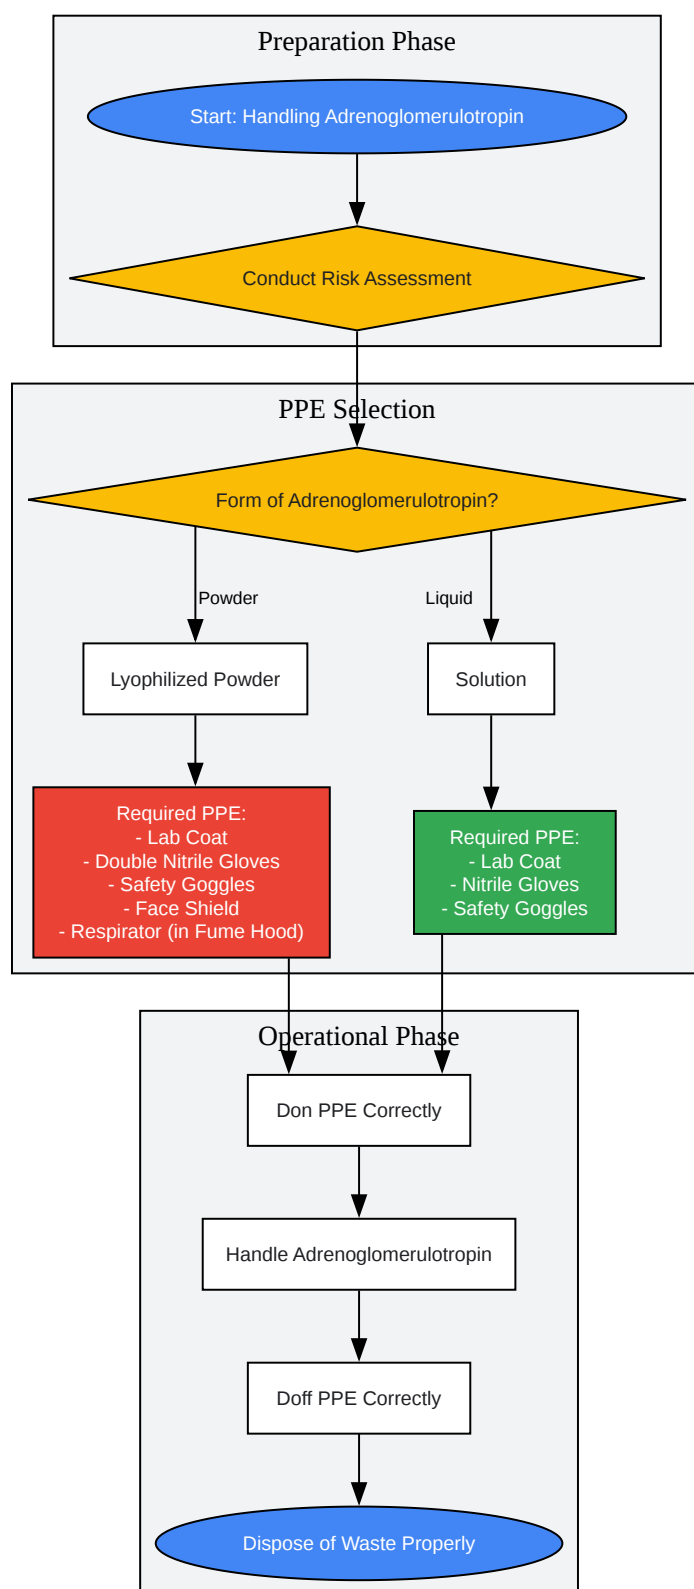 Preparation Phase
Start: Handling Adrenoglomerulotropin
Conduct Risk Assessment
PPE Selection
Form of Adrenoglomerulotropin?
Powder
Liquid
Lyophilized Powder
Solution
Required PPE:
- Lab Coat
- Double Nitrile Gloves
- Safety Goggles
- Face Shield
- Respirator (in Fume Hood)
Required PPE:
- Lab Coat
- Nitrile Gloves
- Safety Goggles
Operational Phase
Don PPE Correctly
Handle Adrenoglomerulotropin
Doff PPE Correctly
Dispose of Waste Properly